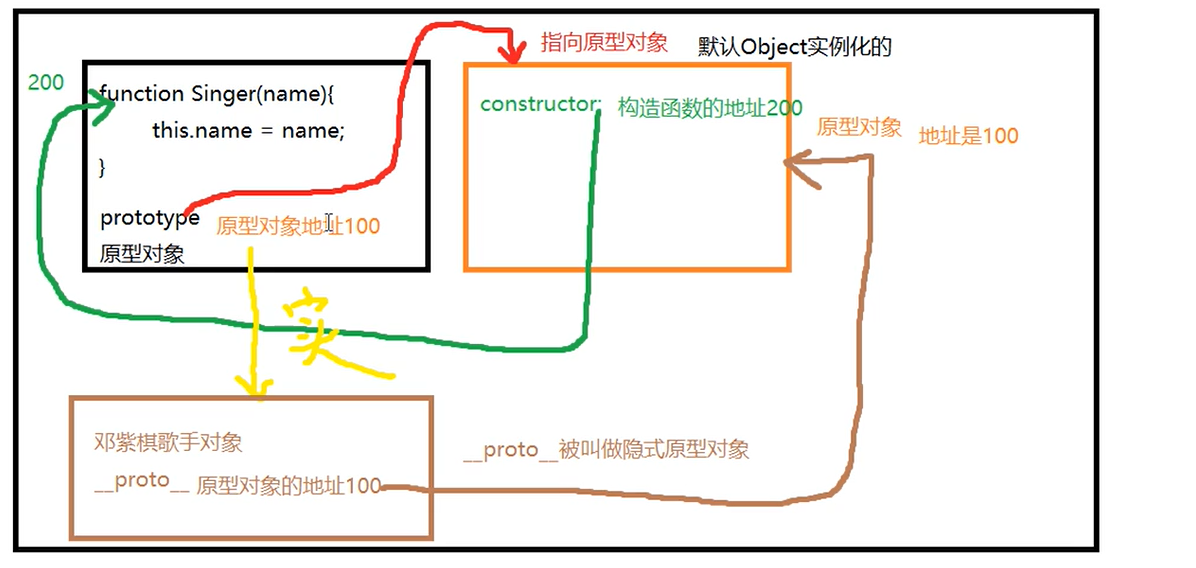 指向原型对象 默认Object实例化的
200
function Singer(name){
this.name = name;
}
prototype 原型对象地址100
原型对象
constructor: 构造函数的地址200
原型对象 地址是100
实
邓紫棋歌手对象
__proto__ 原型对象的地址100
__proto__被叫做隐式原型对象